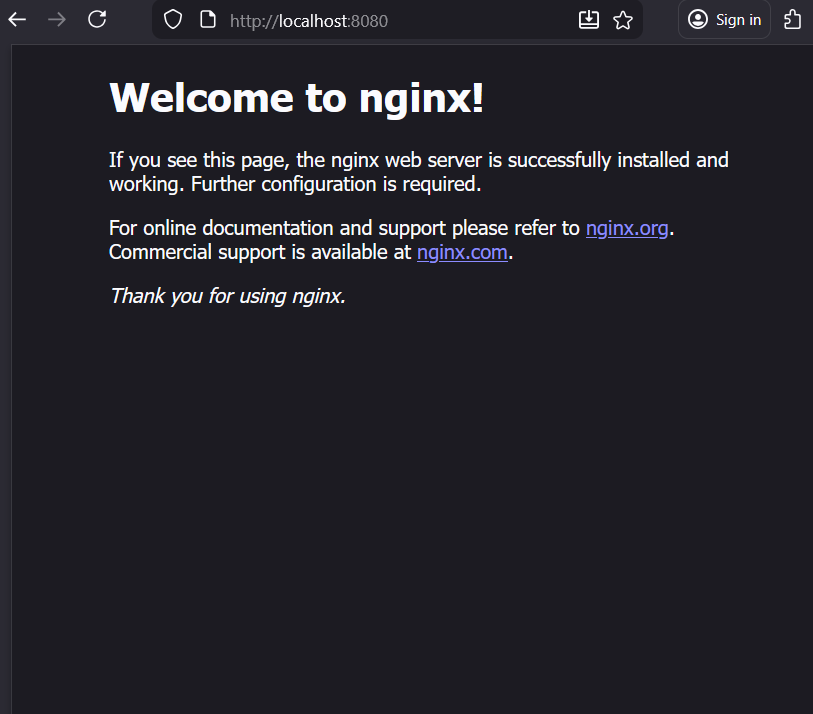 http://localhost:8080
Sign in
Welcome to nginx!
If you see this page, the nginx web server is successfully installed and
working. Further configuration is required.
For online documentation and support please refer to nginx.org.
Commercial support is available at nginx.com.
Thank you for using nginx.